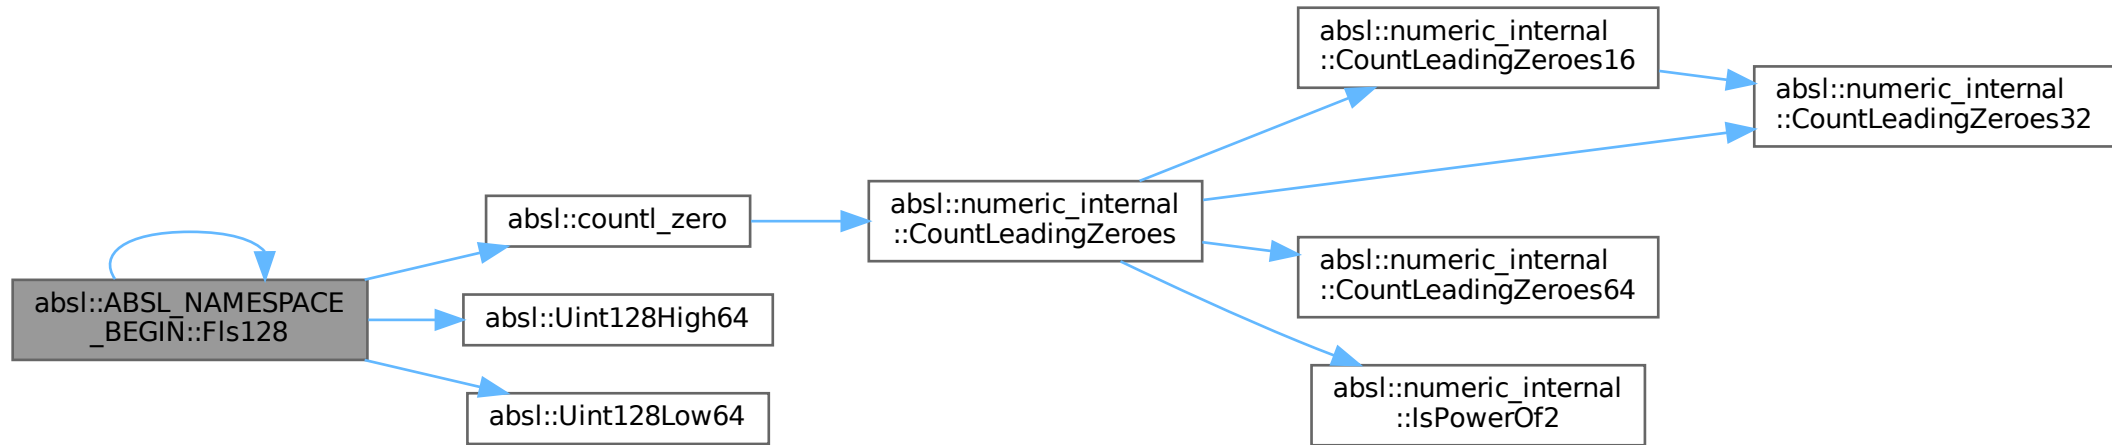 absl::ABSL_NAMESPACE
_BEGIN::Fls128
absl::countl_zero
absl::Uint128High64
absl::Uint128Low64
absl::numeric_internal
::CountLeadingZeroes
absl::numeric_internal
::CountLeadingZeroes16
absl::numeric_internal
::CountLeadingZeroes32
absl::numeric_internal
::CountLeadingZeroes64
absl::numeric_internal
::IsPowerOf2